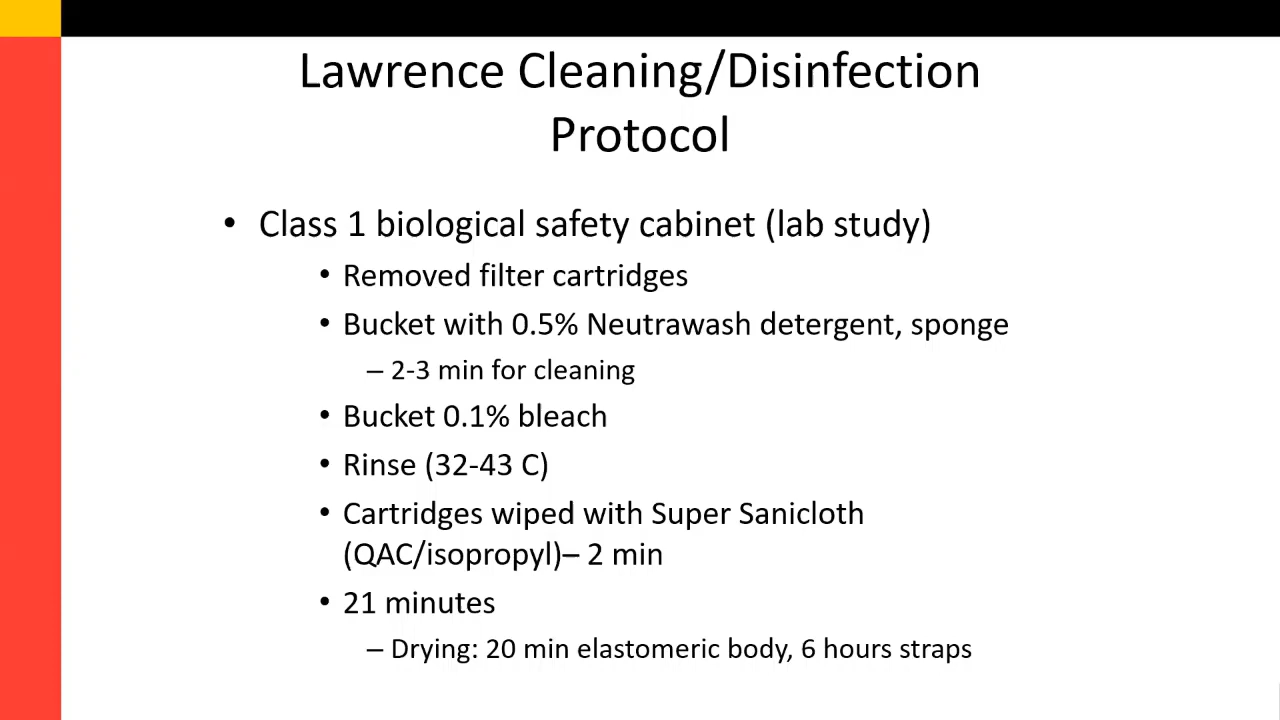 Lawrence Cleaning/Disinfection
Protocol
• Class 1 biological safety cabinet (lab study)
• Removed filter cartridges
• Bucket with 0.5% Neutrawash detergent, sponge
– 2-3 min for cleaning
• Bucket 0.1% bleach
• Rinse (32-43 C)
• Cartridges wiped with Super Sanicloth
(QAC/isopropyl)– 2 min
• 21 minutes
– Drying: 20 min elastomeric body, 6 hours straps